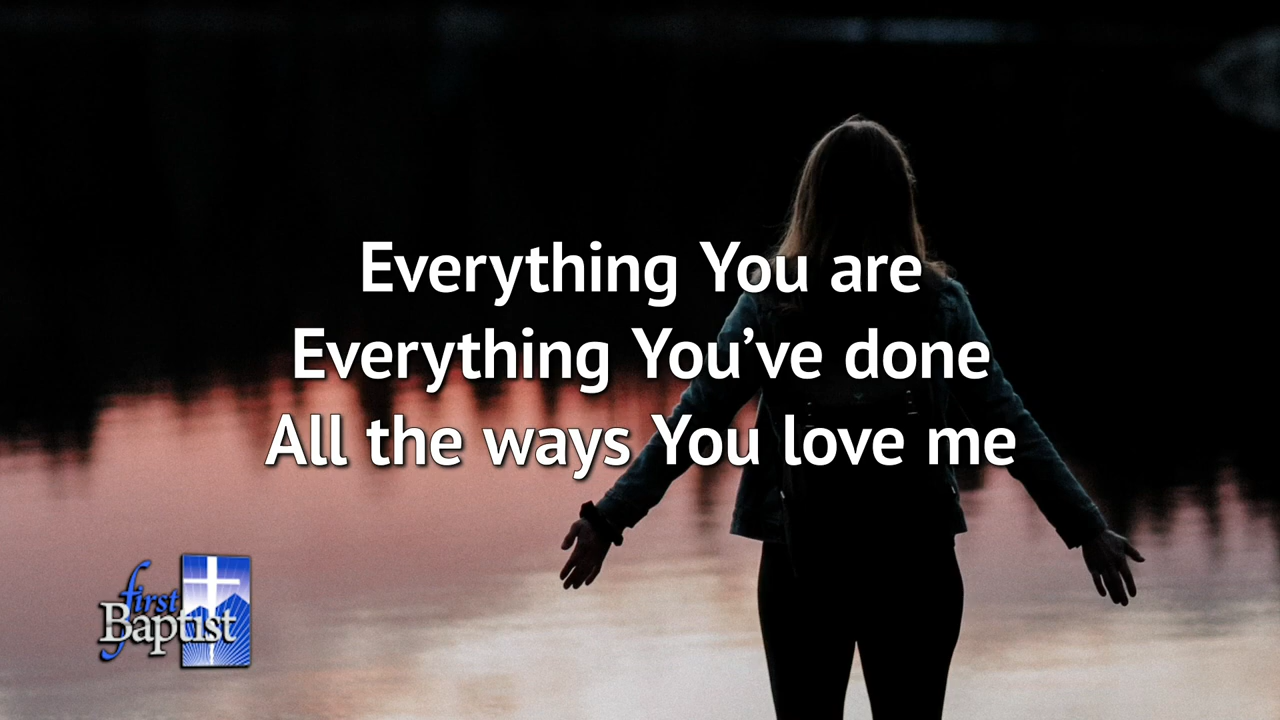 Everything You are
Everything You’ve done
All the ways You love me
first
Baptist